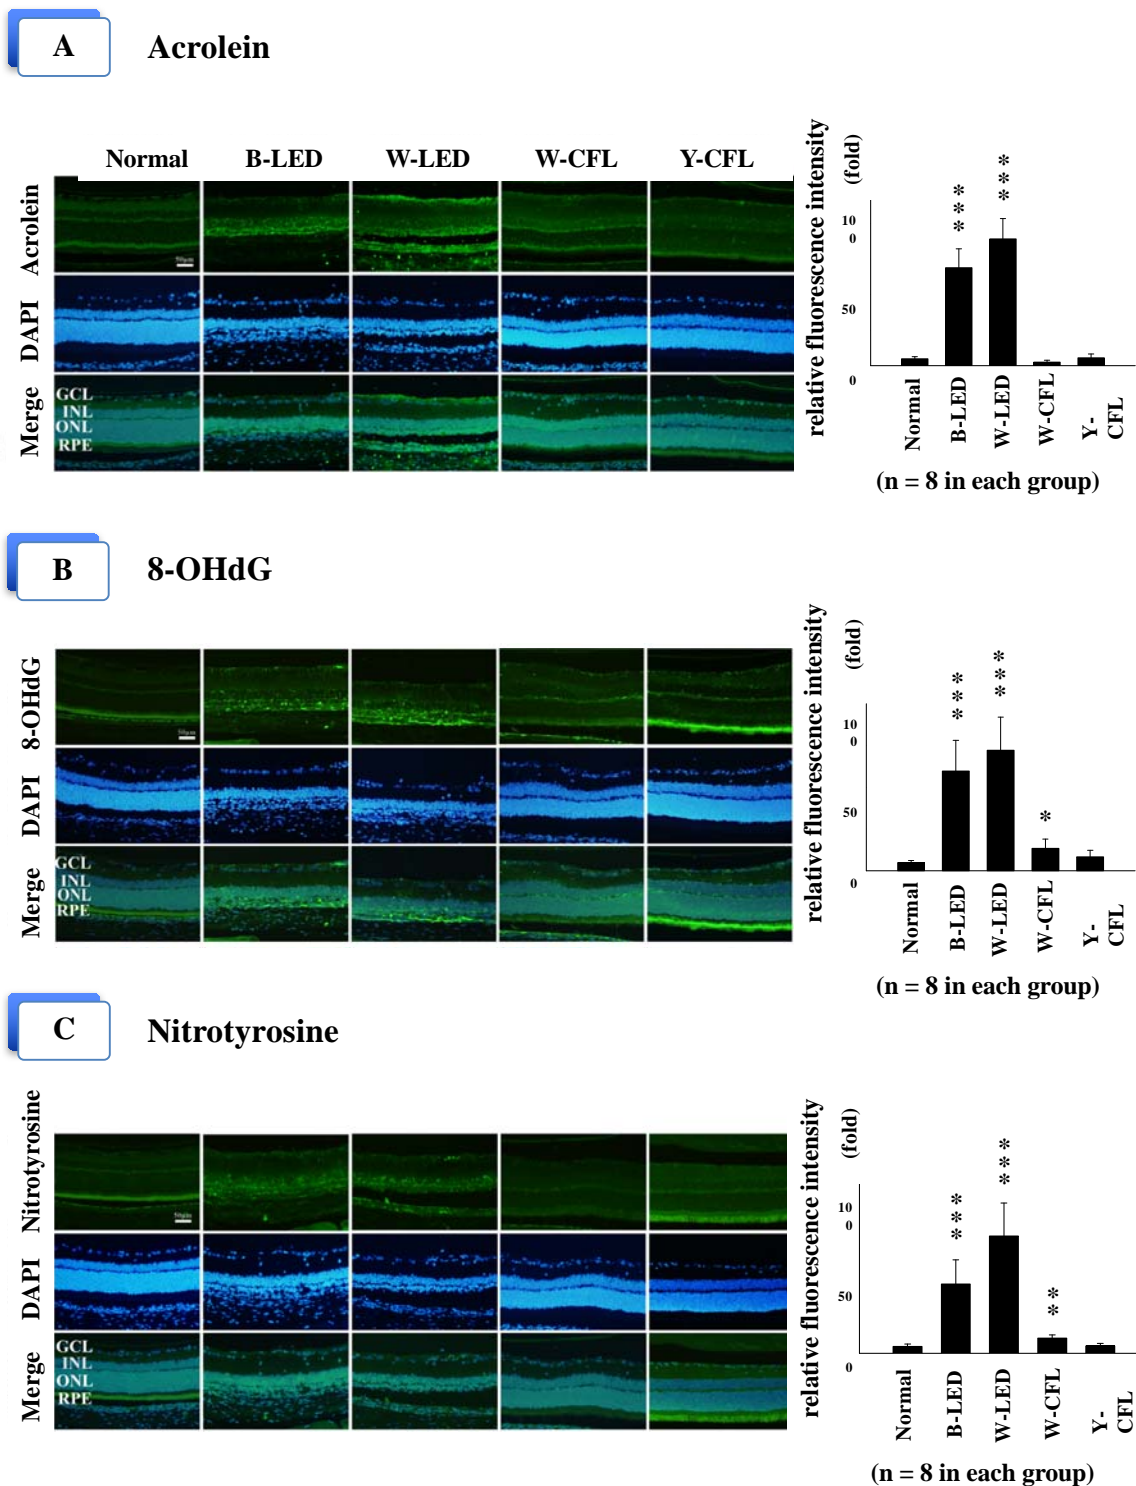 A Acrolein
Normal B-LED W-LED W-CFL Y-CFL
Acrolein
50μm
DAPI
Merge
GCL
INL
ONL
RPE
relative fluorescence intensity
(fold)
10
0
50
0
***
***
Normal
B-LED
W-LED
W-CFL
Y-
CFL
(n = 8 in each group)
B 8-OHdG
8-OHdG
50μm
DAPI
Merge
GCL
INL
ONL
RPE
relative fluorescence intensity
(fold)
10
0
50
0
***
***
*
Normal
B-LED
W-LED
W-CFL
Y-
CFL
(n = 8 in each group)
C Nitrotyrosine
Nitrotyrosine
50μm
DAPI
Merge
GCL
INL
ONL
RPE
relative fluorescence intensity
(fold)
10
0
50
0
***
***
**
Normal
B-LED
W-LED
W-CFL
Y-
CFL
(n = 8 in each group)